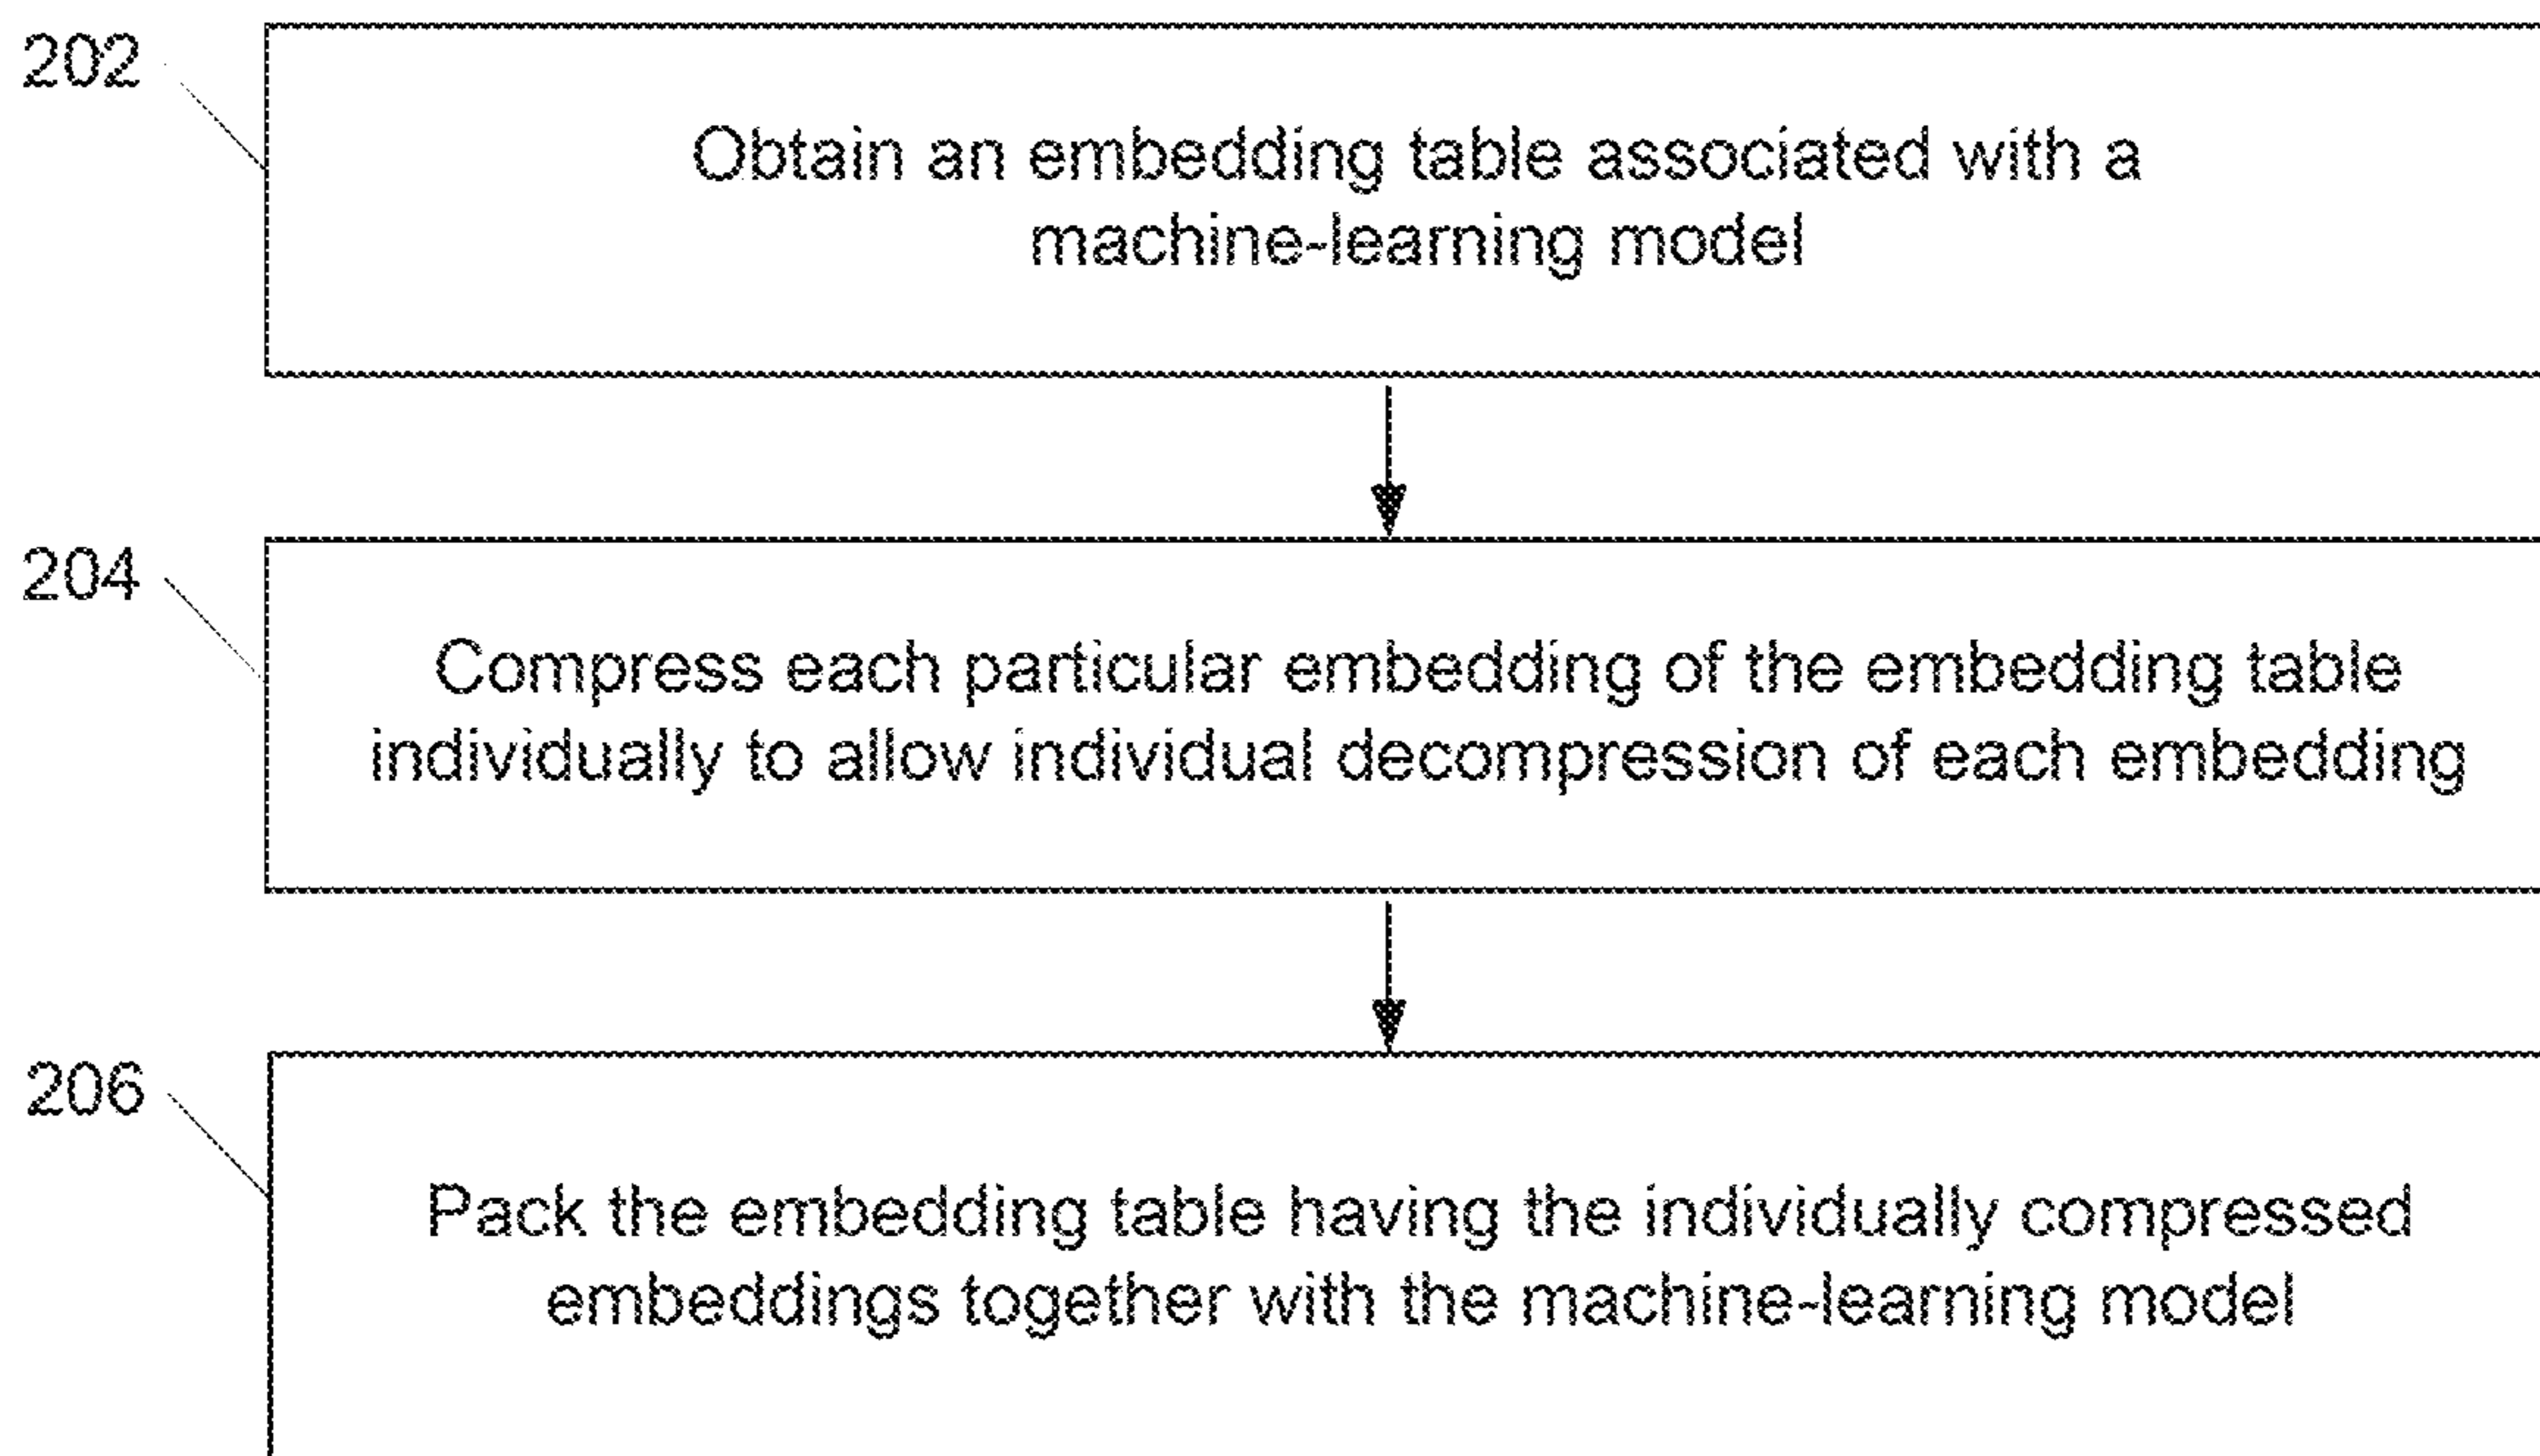 202
Obtain an embedding table associated with a
machine-learning model
204
Compress each particular embedding of the embedding table
individually to allow individual decompression of each embedding
206
Pack the embedding table having the individually compressed
embeddings together with the machine-learning model